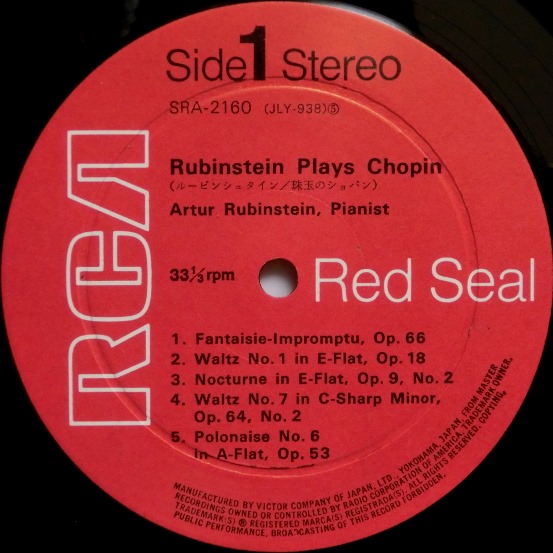 Side 1 Stereo
SRA-2160 (JLY-938)⑤
RCA
Rubinstein Plays Chopin
(ルービンシュタイン/珠玉のショパン)
Artur Rubinstein, Pianist
33⅓ rpm
Red Seal
1. Fantaisie-Impromptu, Op. 66
2. Waltz No. 1 in E-Flat, Op. 18
3. Nocturne in E-Flat, Op. 9, No. 2
4. Waltz No. 7 in C-Sharp Minor,
Op. 64, No. 2
5. Polonaise No. 6
in A-Flat, Op. 53
MANUFACTURED BY VICTOR COMPANY OF JAPAN, LTD., YOKOHAMA, JAPAN, FROM MASTER
RECORDINGS OWNED OR CONTROLLED BY RADIO CORPORATION OF AMERICA, TRADEMARK OWNER.
TRADEMARK(S) ® REGISTERED MARCA(S) REGISTRADA(S). ALL RIGHTS RESERVED. COPYING,
PUBLIC PERFORMANCE, BROADCASTING OF THIS RECORD FORBIDDEN.